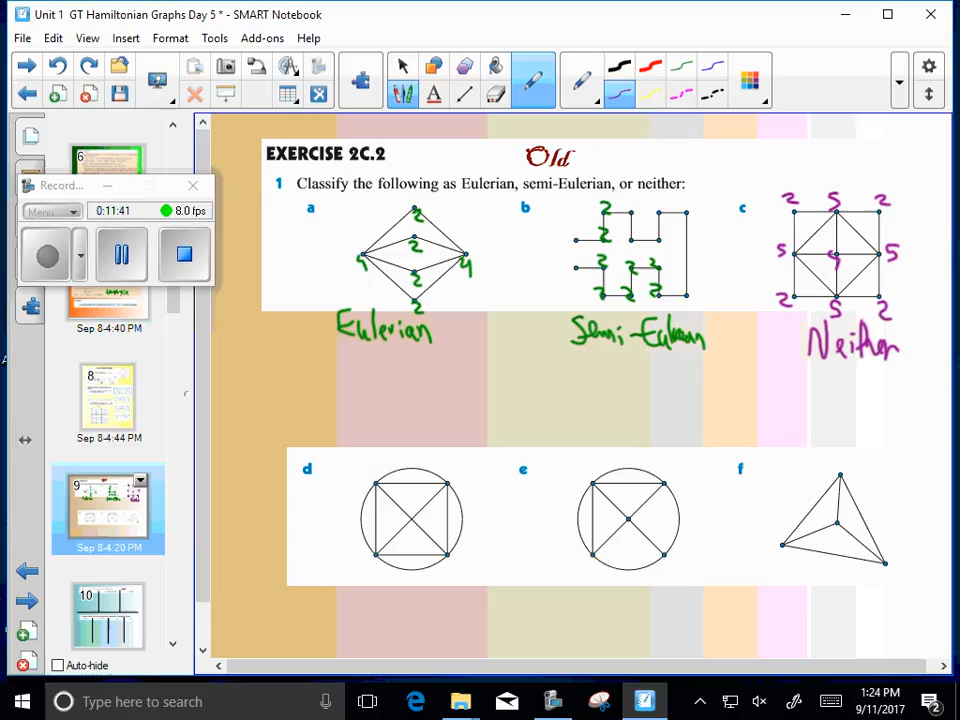 Unit 1 GT Hamiltonian Graphs Day 5 * - SMART Notebook
File Edit View Insert Format Tools Add-ons Help
6
Record...
Menu
0:11:41
8.0 fps
Sep 8-4:40 PM
8
Sep 8-4:44 PM
9
Sep 8-4:20 PM
10
Auto-hide
EXERCISE 2C.2
Old
1 Classify the following as Eulerian, semi-Eulerian, or neither:
a
b
c
2
2
2
2
4
Eulerian
2
2
2
2
2
2
2
2
Semi-Eulerian
2 5 2
5 9 5
2 5 2
Neither
d
e
f
Type here to search
1:24 PM
9/11/2017
2